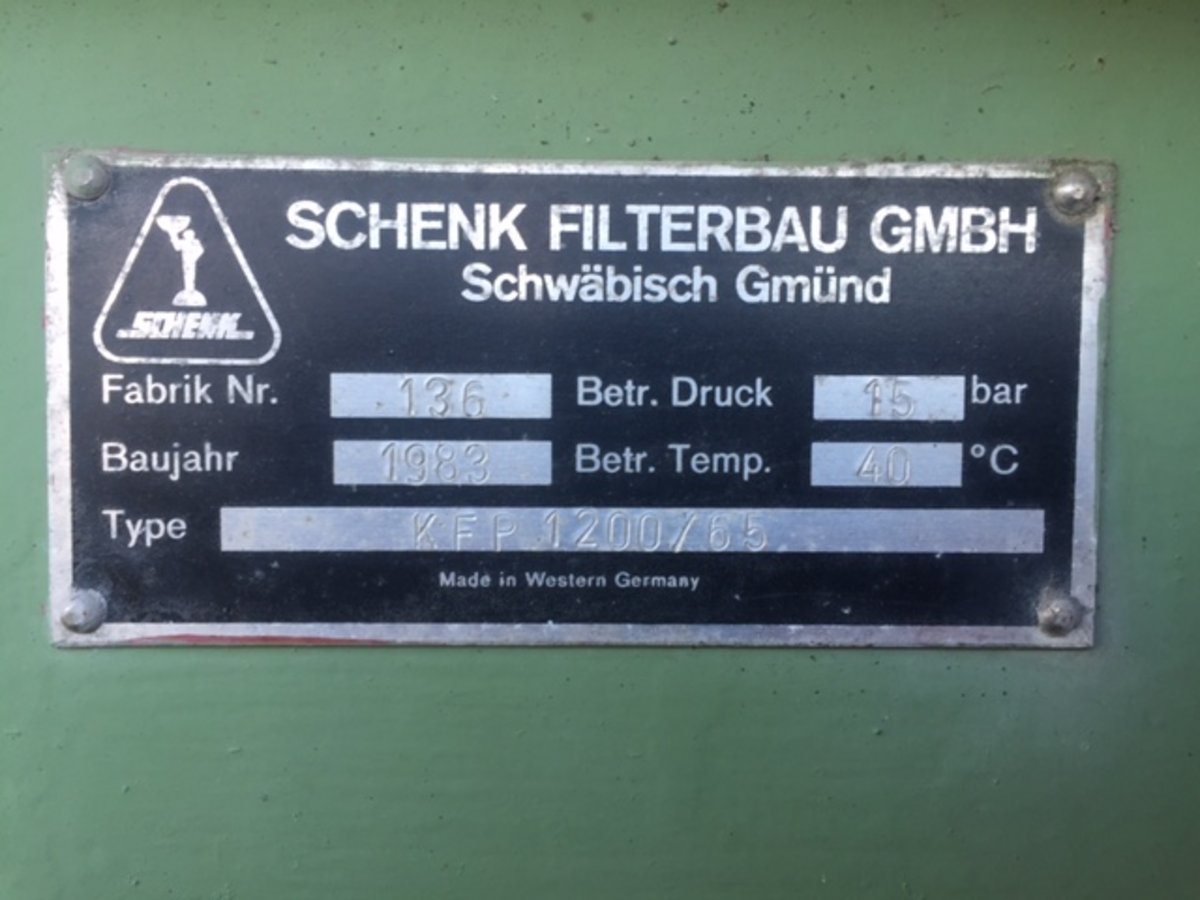 SCHENK FILTERBAU GMBH
Schwäbisch Gmünd
SCHENK
Fabrik Nr. 136 Betr. Druck 15 bar
Baujahr 1983 Betr. Temp. 40 °C
Type KFP 1200/65
Made in Western Germany